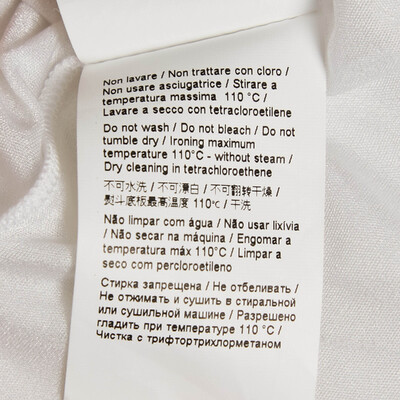 Non lavare / Non trattare con cloro /
Non usare asciugatrice / Stirare a
temperatura massima 110 °C /
Lavare a secco con tetracloroetilene
Do not wash / Do not bleach / Do not
tumble dry / Ironing maximum
temperature 110°C - without steam /
Dry cleaning in tetrachloroethene
不可水洗 / 不可漂白 / 不可翻转干燥 /
熨斗底板最高温度 110℃ / 干洗
Não limpar com água / Não usar lixívia
/ Não secar na máquina / Engomar a
temperatura máx 110°C / Limpar a
seco com percloroetileno
Стирка запрещена / Не отбеливать /
Не отжимать и сушить в стиральной
или сушильной машине / Разрешено
гладить при температуре 110 °C /
Чистка с трифтортрихлорметаном